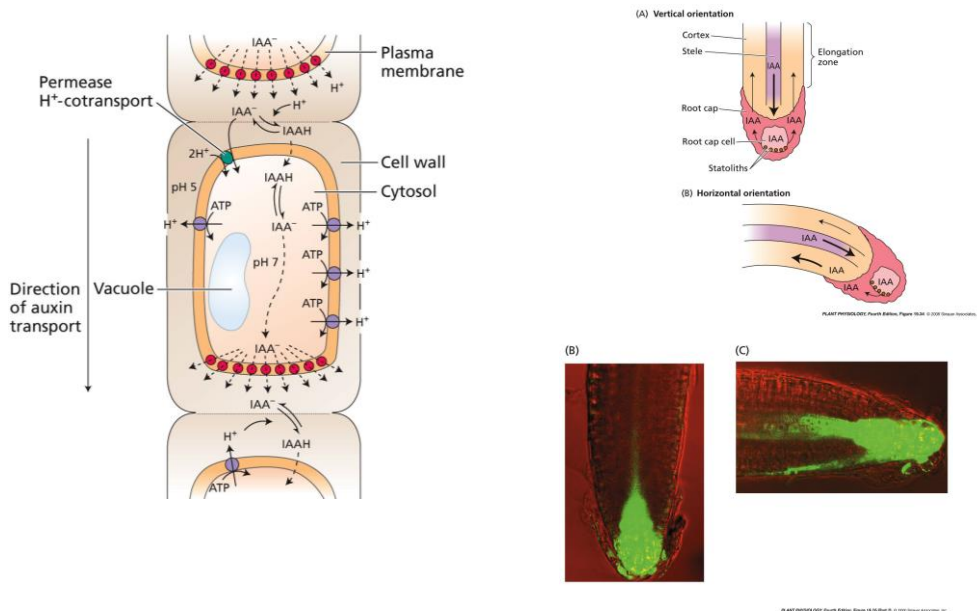 IAA⁻
Plasma
membrane
H⁺
Permease
H⁺-cotransport
H⁺
IAA⁻
IAAH
2H⁺
Cell wall
pH 5
IAAH
Cytosol
ATP
ATP
H⁺
IAA⁻
H⁺
pH 7
ATP
H⁺
Direction
of auxin
transport
Vacuole
ATP
H⁺
IAA⁻
IAA⁻
H⁺
IAAH
ATP
(A) Vertical orientation
Cortex
Stele
IAA
Elongation
zone
Root cap
IAA
IAA
Root cap cell
IAA
Statoliths
(B) Horizontal orientation
IAA
IAA
IAA
IAA
(B)
(C)